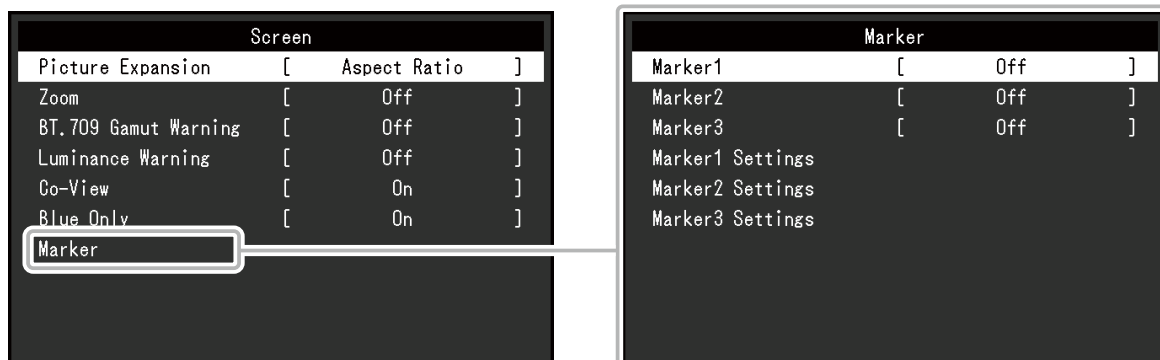 Screen
Picture Expansion [ Aspect Ratio ]
Zoom [ Off ]
BT.709 Gamut Warning [ Off ]
Luminance Warning [ Off ]
Co-View [ On ]
Blue Only [ On ]
Marker
Marker
Marker1 [ Off ]
Marker2 [ Off ]
Marker3 [ Off ]
Marker1 Settings
Marker2 Settings
Marker3 Settings